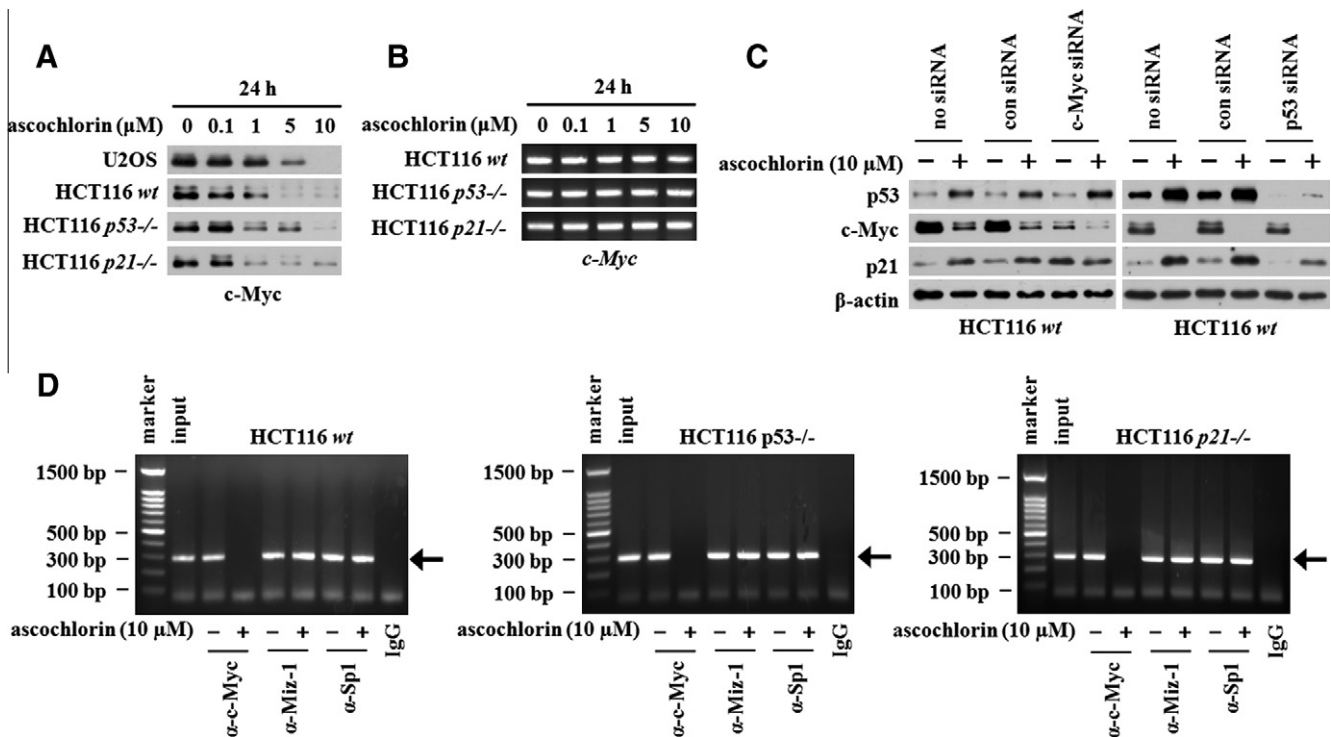 A
24 h
ascochlorin (µM) 0 0.1 1 5 10
U2OS
HCT116 wt
HCT116 p53-/-
HCT116 p21-/-
c-Myc
B
24 h
0 0.1 1 5 10 (µM)
HCT116 wt
HCT116 p53-/-
HCT116 p21-/-
c-Myc
C
no siRNA con siRNA c-Myc siRNA no siRNA con siRNA p53 siRNA
ascochlorin (10 µM) − + − + − + − + − + − +
p53
c-Myc
p21
β-actin
HCT116 wt HCT116 wt
D
marker input HCT116 wt
1500 bp
500 bp
300 bp
100 bp
ascochlorin (10 µM) − + − + − + IgG
α-c-Myc α-Miz-1 α-Sp1
marker input HCT116 p53-/-
1500 bp
500 bp
300 bp
100 bp
ascochlorin (10 µM) − + − + − + IgG
α-c-Myc α-Miz-1 α-Sp1
marker input HCT116 p21-/-
1500 bp
500 bp
300 bp
100 bp
ascochlorin (10 µM) − + − + − + IgG
α-c-Myc α-Miz-1 α-Sp1